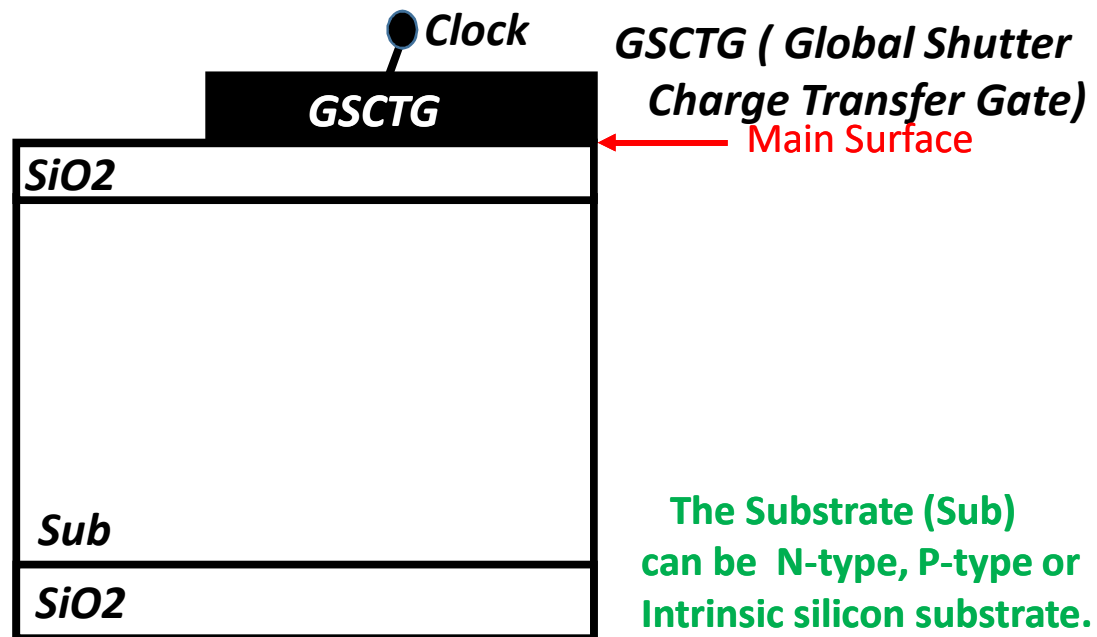 Clock
GSCTG ( Global Shutter
Charge Transfer Gate)
GSCTG
Main Surface
SiO2
Sub
The Substrate (Sub)
can be N-type, P-type or
Intrinsic silicon substrate.
SiO2